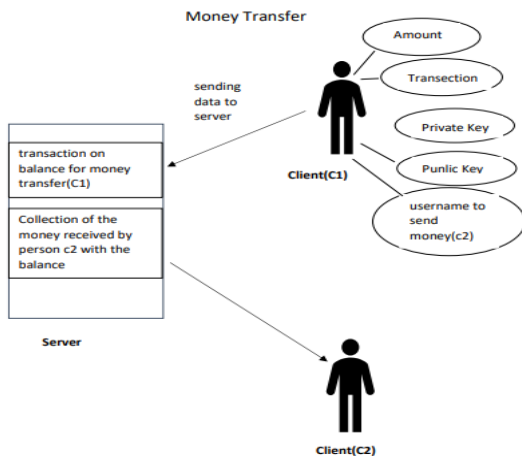 Money Transfer
Amount
Transection
sending
data to
server
Private Key
Punlic Key
username to
send
money(c2)
Client(C1)
transaction on
balance for money
transfer(C1)
Collection of the
money received by
person c2 with the
balance
Server
Client(C2)